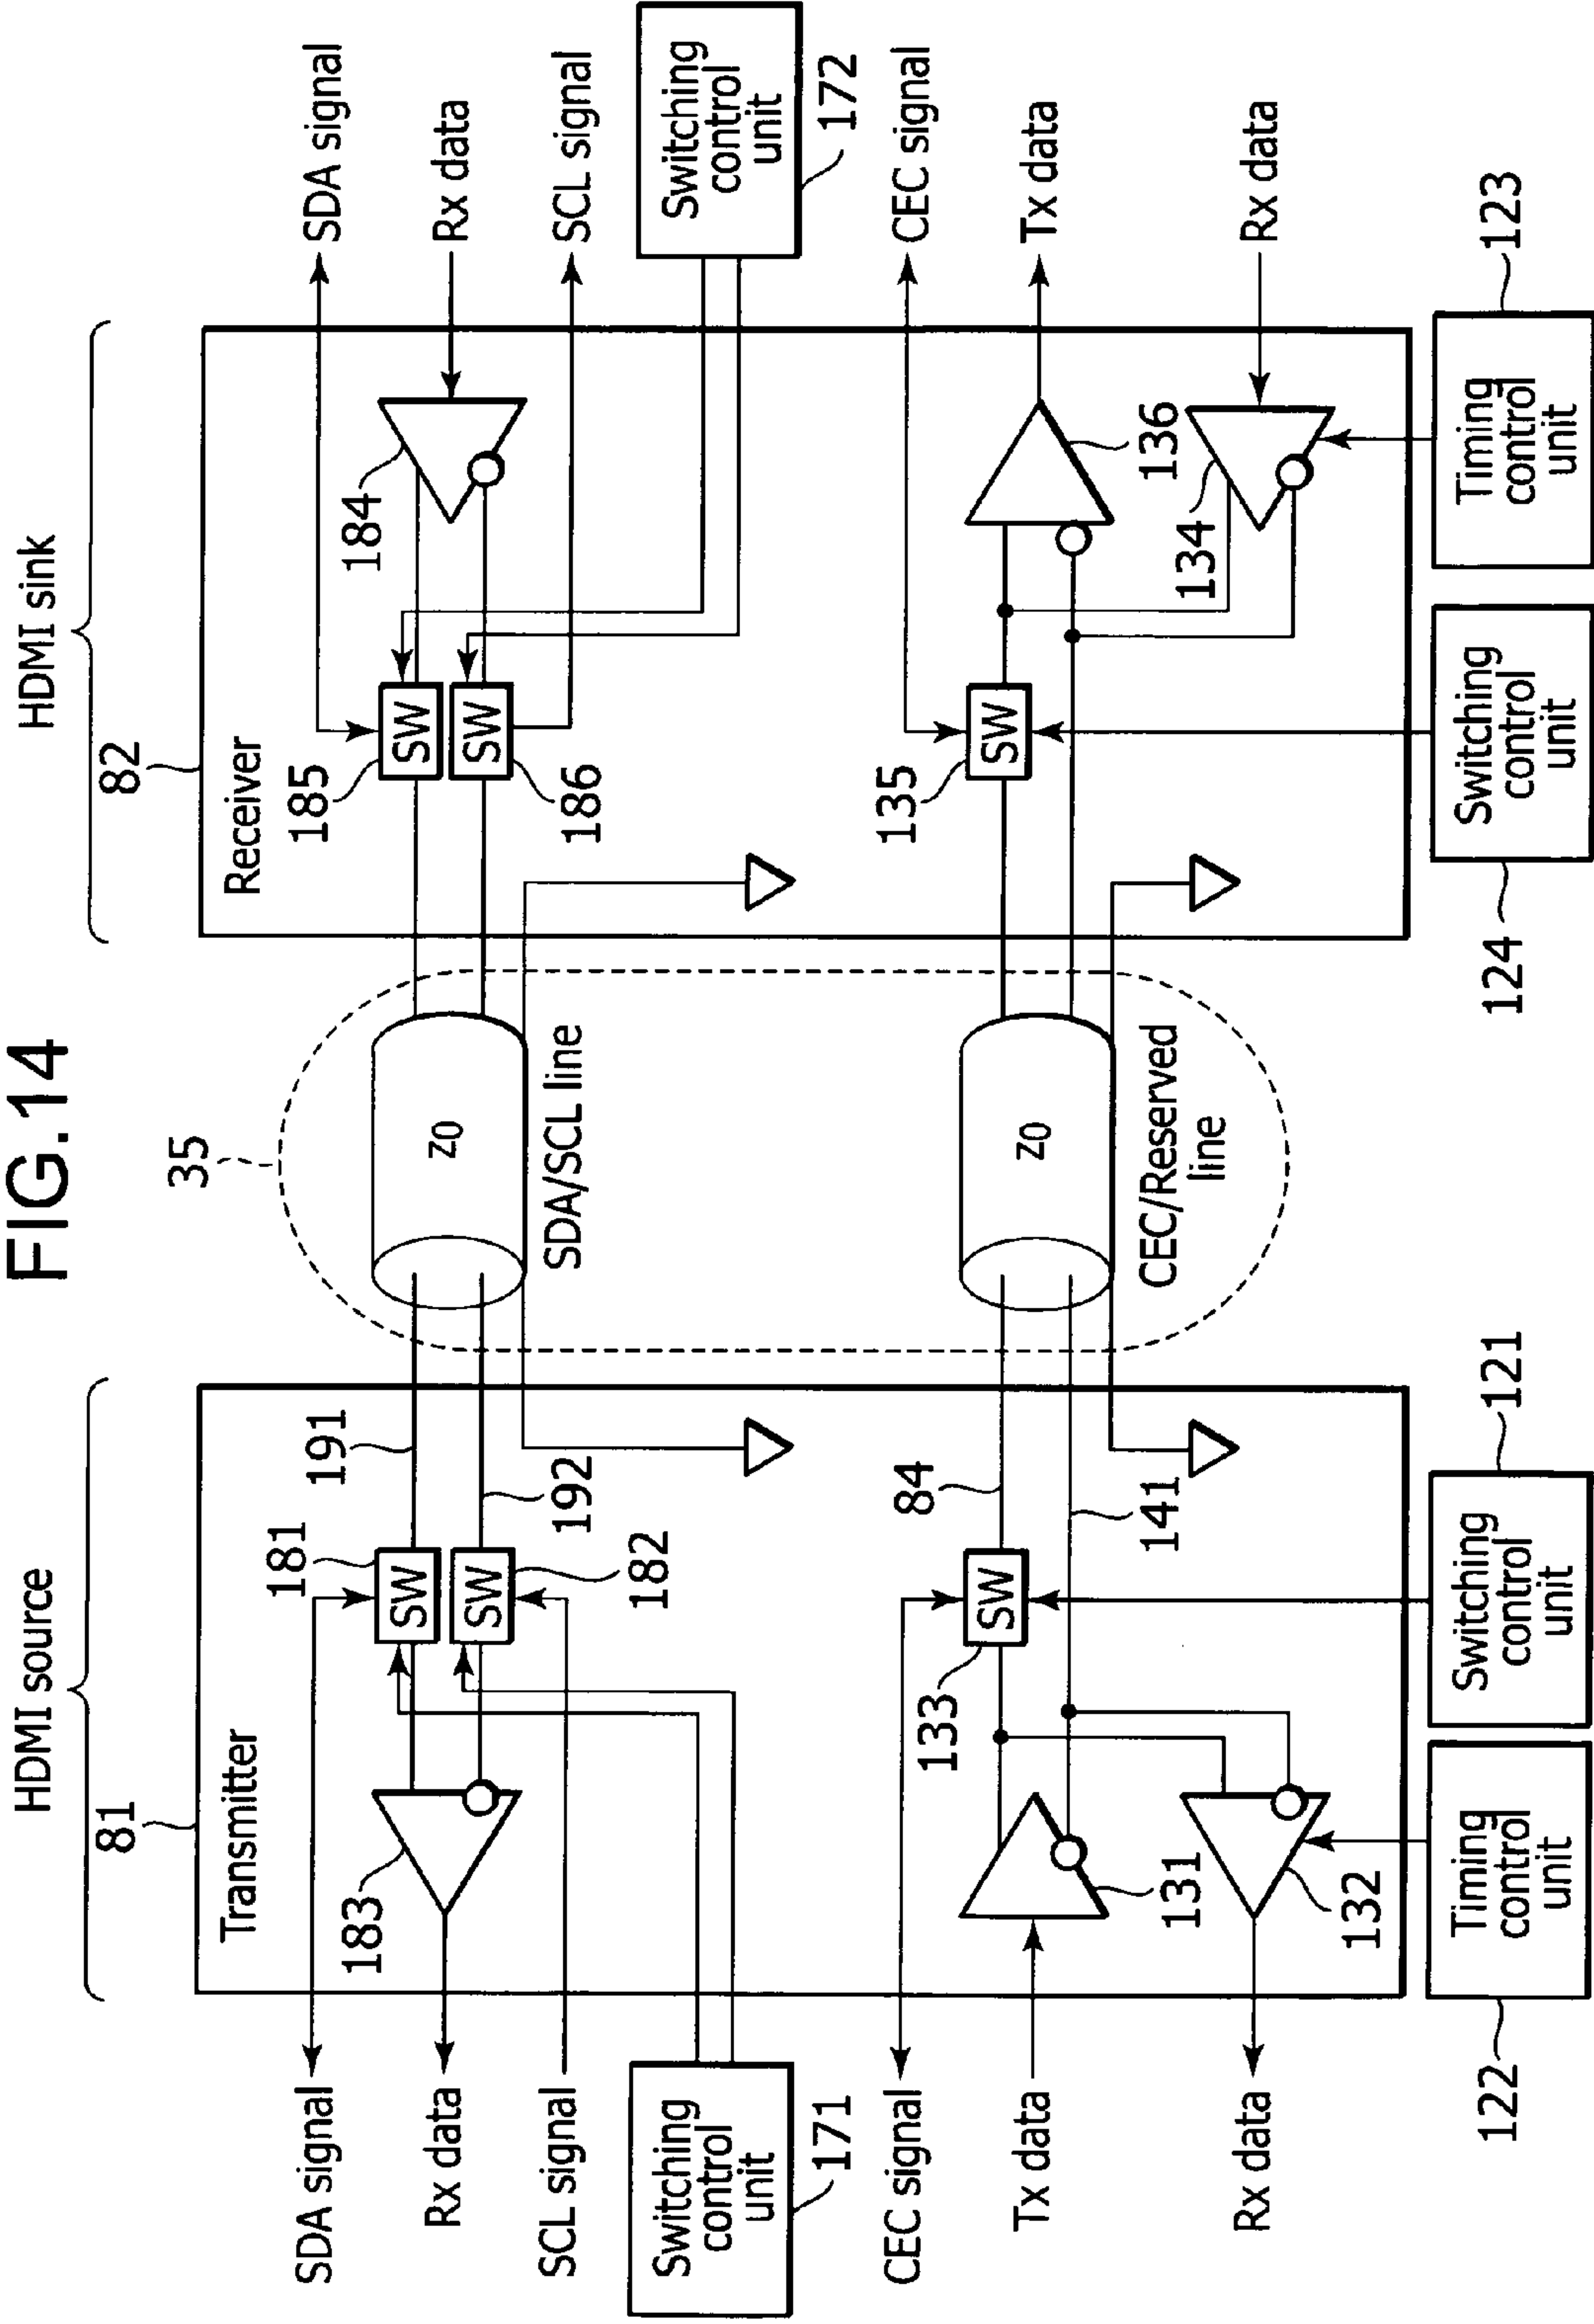 FIG.14
HDMI source
HDMI sink
81
35
82
Transmitter
Receiver
SDA signal
181
191
185
SDA signal
183
SW
Z0
SW
184
Rx data
Rx data
SW
SW
SCL signal
182
192
SDA/SCL line
186
SCL signal
Switching
control
unit
171
Switching
control
unit
172
CEC signal
133
84
135
CEC signal
SW
Z0
SW
Tx data
Tx data
131
141
CEC/Reserved
line
134
136
Rx data
132
Rx data
122
Timing
control
unit
Switching
control
unit
121
124
Switching
control
unit
Timing
control
unit
123